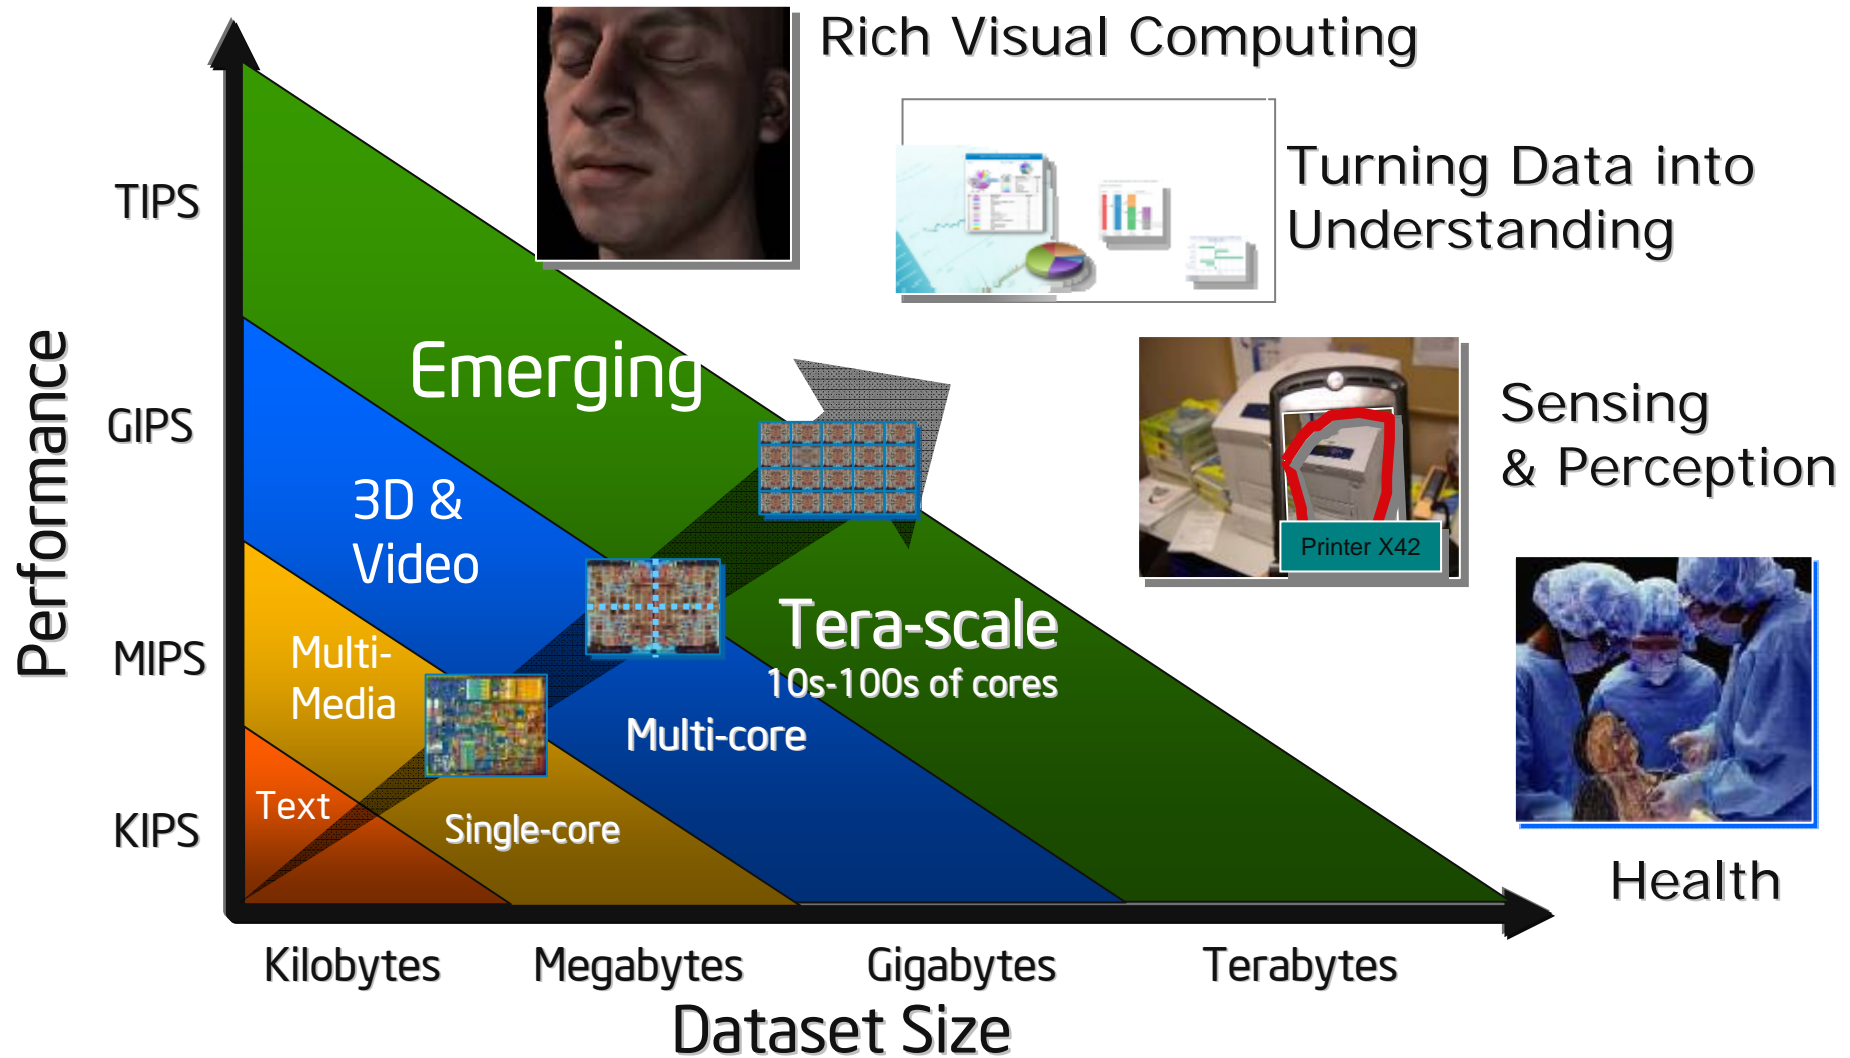 Rich Visual Computing
Turning Data into
Understanding
TIPS
Performance
Emerging
GIPS
Sensing
& Perception
3D &
Video
Printer X42
Tera-scale
10s-100s of cores
MIPS
Multi-
Media
Multi-core
Text
KIPS
Single-core
Health
Kilobytes
Megabytes
Gigabytes
Terabytes
Dataset Size